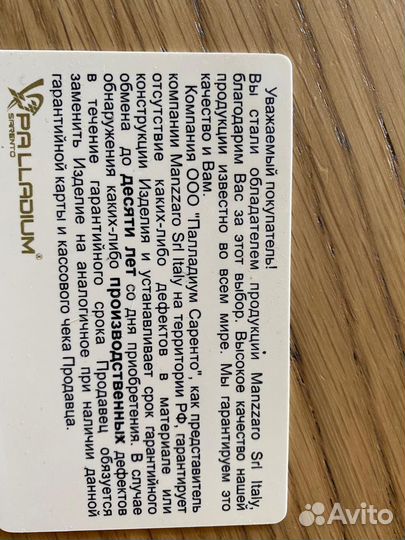 Уважаемый покупатель!
Вы стали обладателем продукции Manzzaro Srl Italy,
благодарим Вас за этот выбор. Высокое качество нашей
продукции известно во всем мире. Мы гарантируем это
качество и Вам.
Компания ООО "Палладиум Саренто", как представитель
компании Manzzaro Srl Italy на территории РФ, гарантирует
отсутствие каких-либо дефектов в материале или
конструкции Изделия и устанавливает срок гарантийного
обмена до десяти лет со дня приобретения. В случае
обнаружения каких-либо производственных дефектов
в течение гарантийного срока Продавец обязуется
заменить Изделие на аналогичное при наличии данной
гарантийной карты и кассового чека Продавца.
PALLADIUM®
SARENTO
Avito